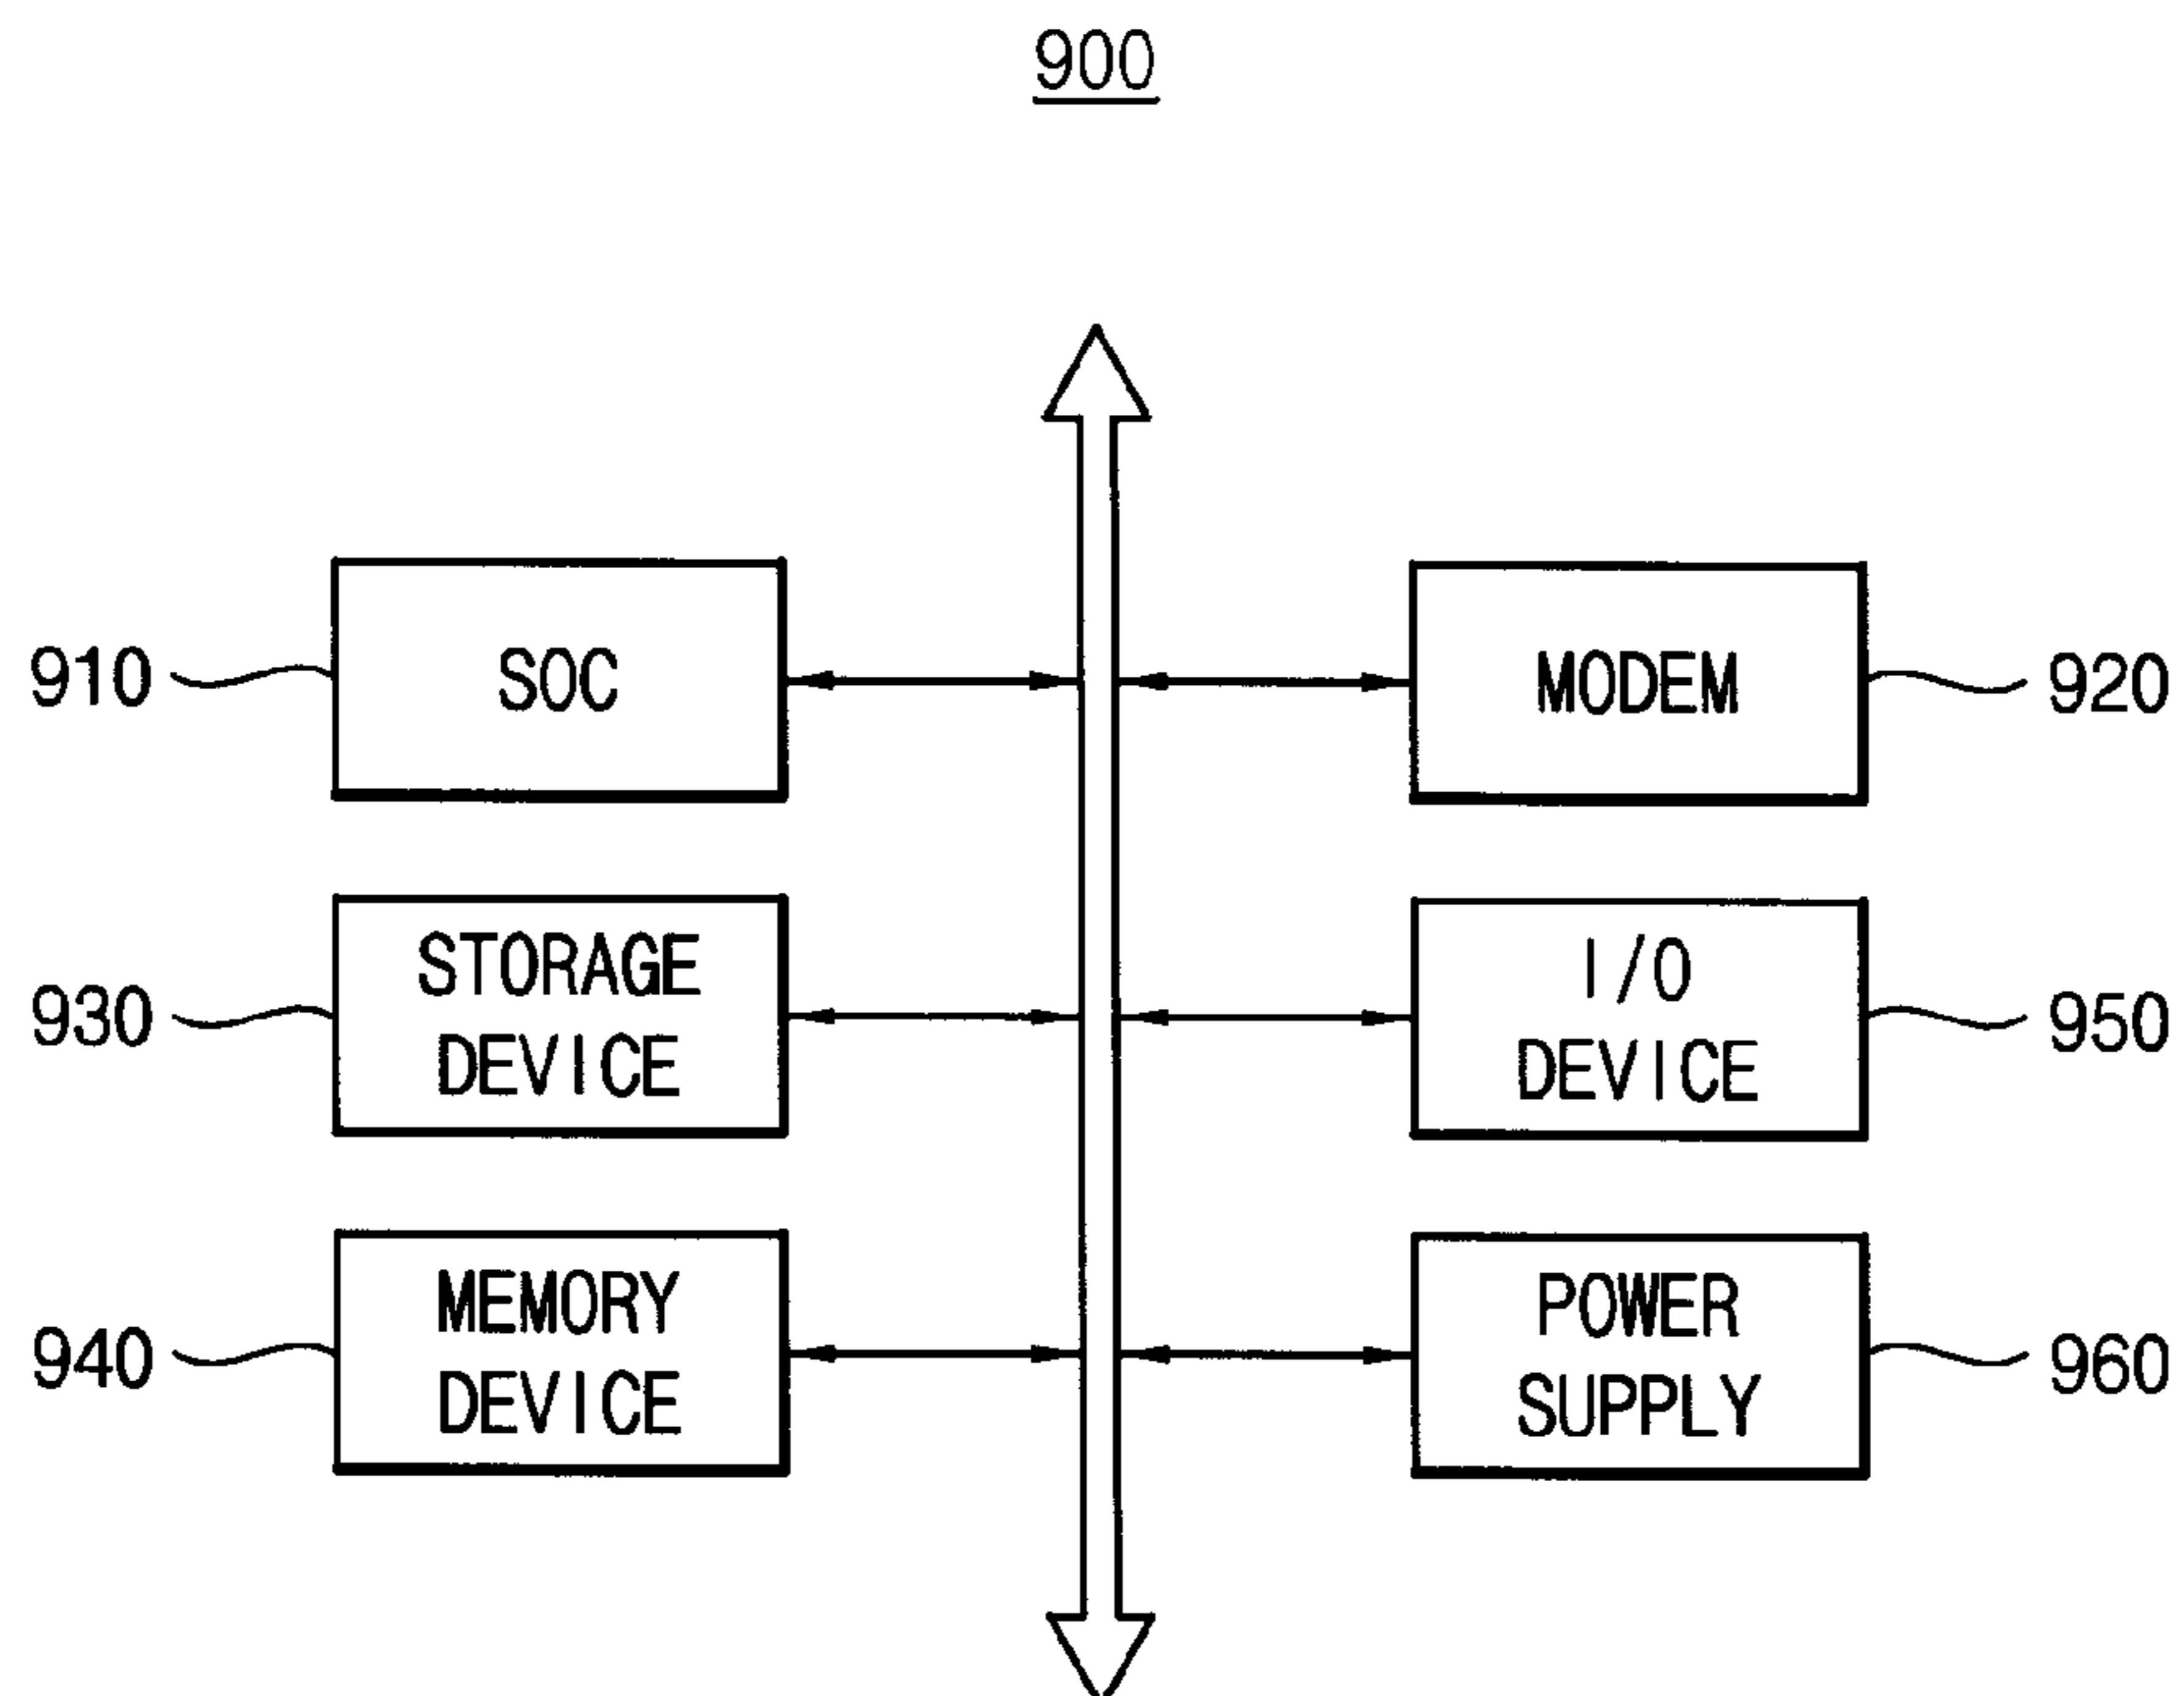 900
910
SOC
MODEM
920
930
STORAGE
DEVICE
I/O
DEVICE
950
940
MEMORY
DEVICE
POWER
SUPPLY
960